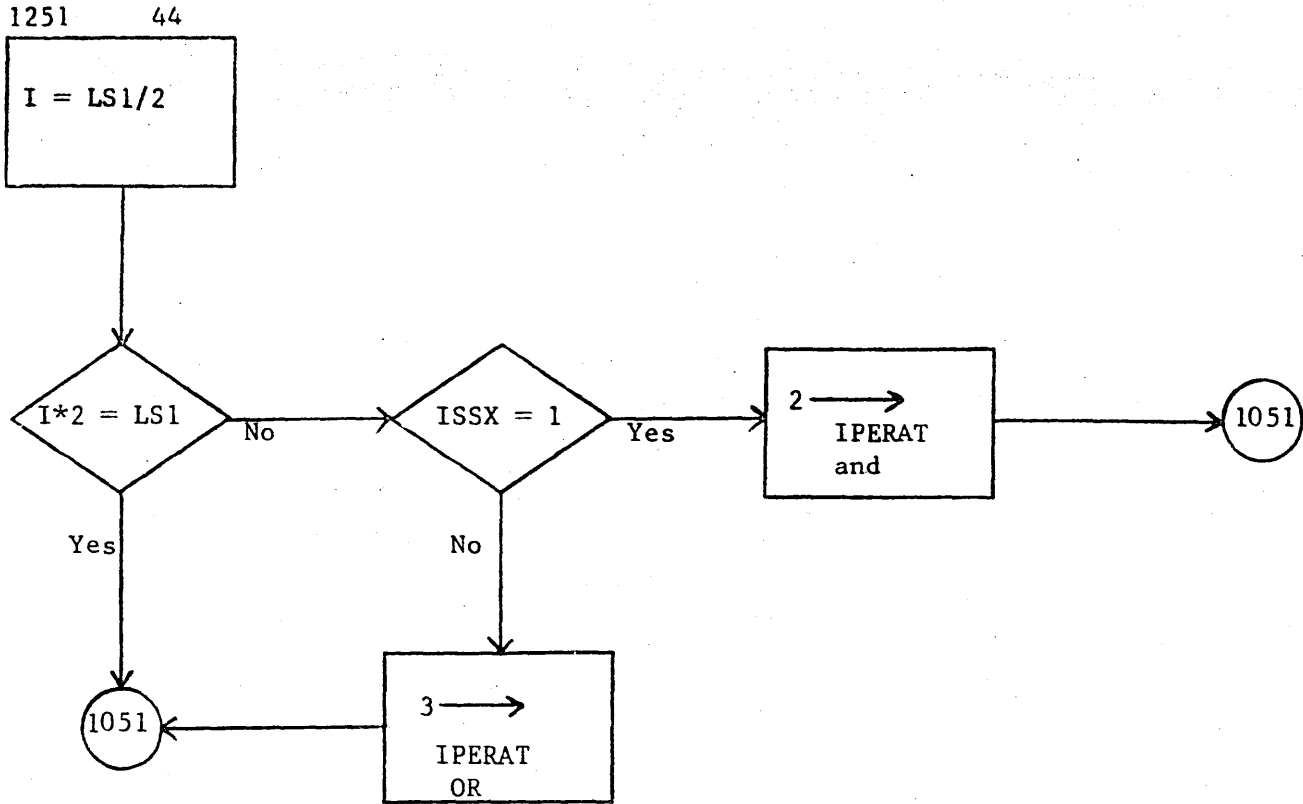 1251 44
I = LS1/2
I*2 = LS1
No
ISSX = 1
Yes
2
IPERAT
and
1051
Yes
No
1051
3
IPERAT
OR